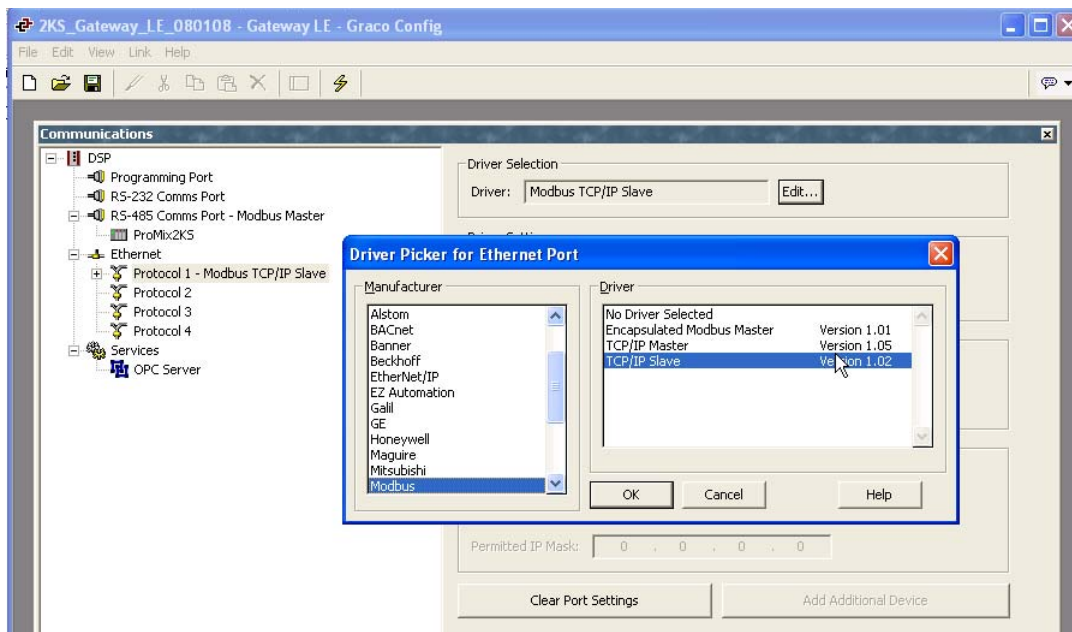 2KS_Gateway_LE_080108 - Gateway LE - Graco Config
File Edit View Link Help
Communications
DSP
Programming Port
RS-232 Comms Port
RS-485 Comms Port - Modbus Master
ProMix2KS
Ethernet
Protocol 1 - Modbus TCP/IP Slave
Protocol 2
Protocol 3
Protocol 4
Services
OPC Server
Driver Selection
Driver: Modbus TCP/IP Slave Edit...
Driver Picker for Ethernet Port
Manufacturer
Alstom
BACnet
Banner
Beckhoff
EtherNet/IP
EZ Automation
Galil
GE
Honeywell
Maguire
Mitsubishi
Modbus
Driver
No Driver Selected
Encapsulated Modbus Master Version 1.01
TCP/IP Master Version 1.05
TCP/IP Slave Version 1.02
OK Cancel Help
Permitted IP Mask: 0 . 0 . 0 . 0
Clear Port Settings Add Additional Device